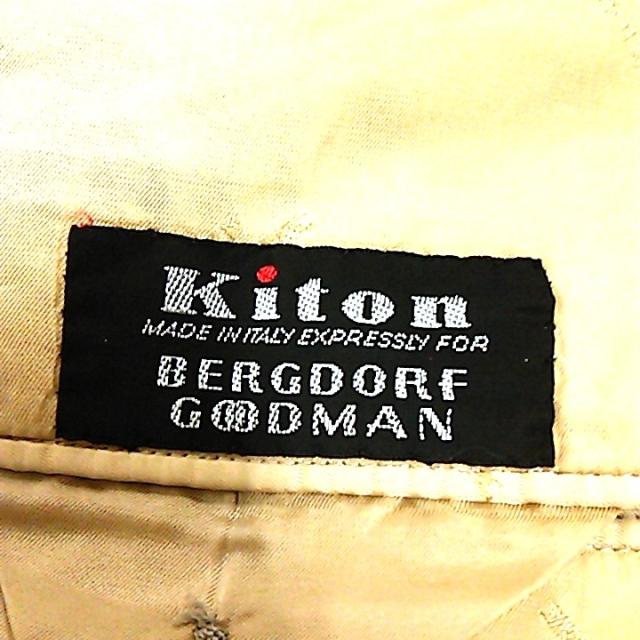 Kiton
MADE IN ITALY EXPRESSLY FOR
BERGDORF
GOODMAN